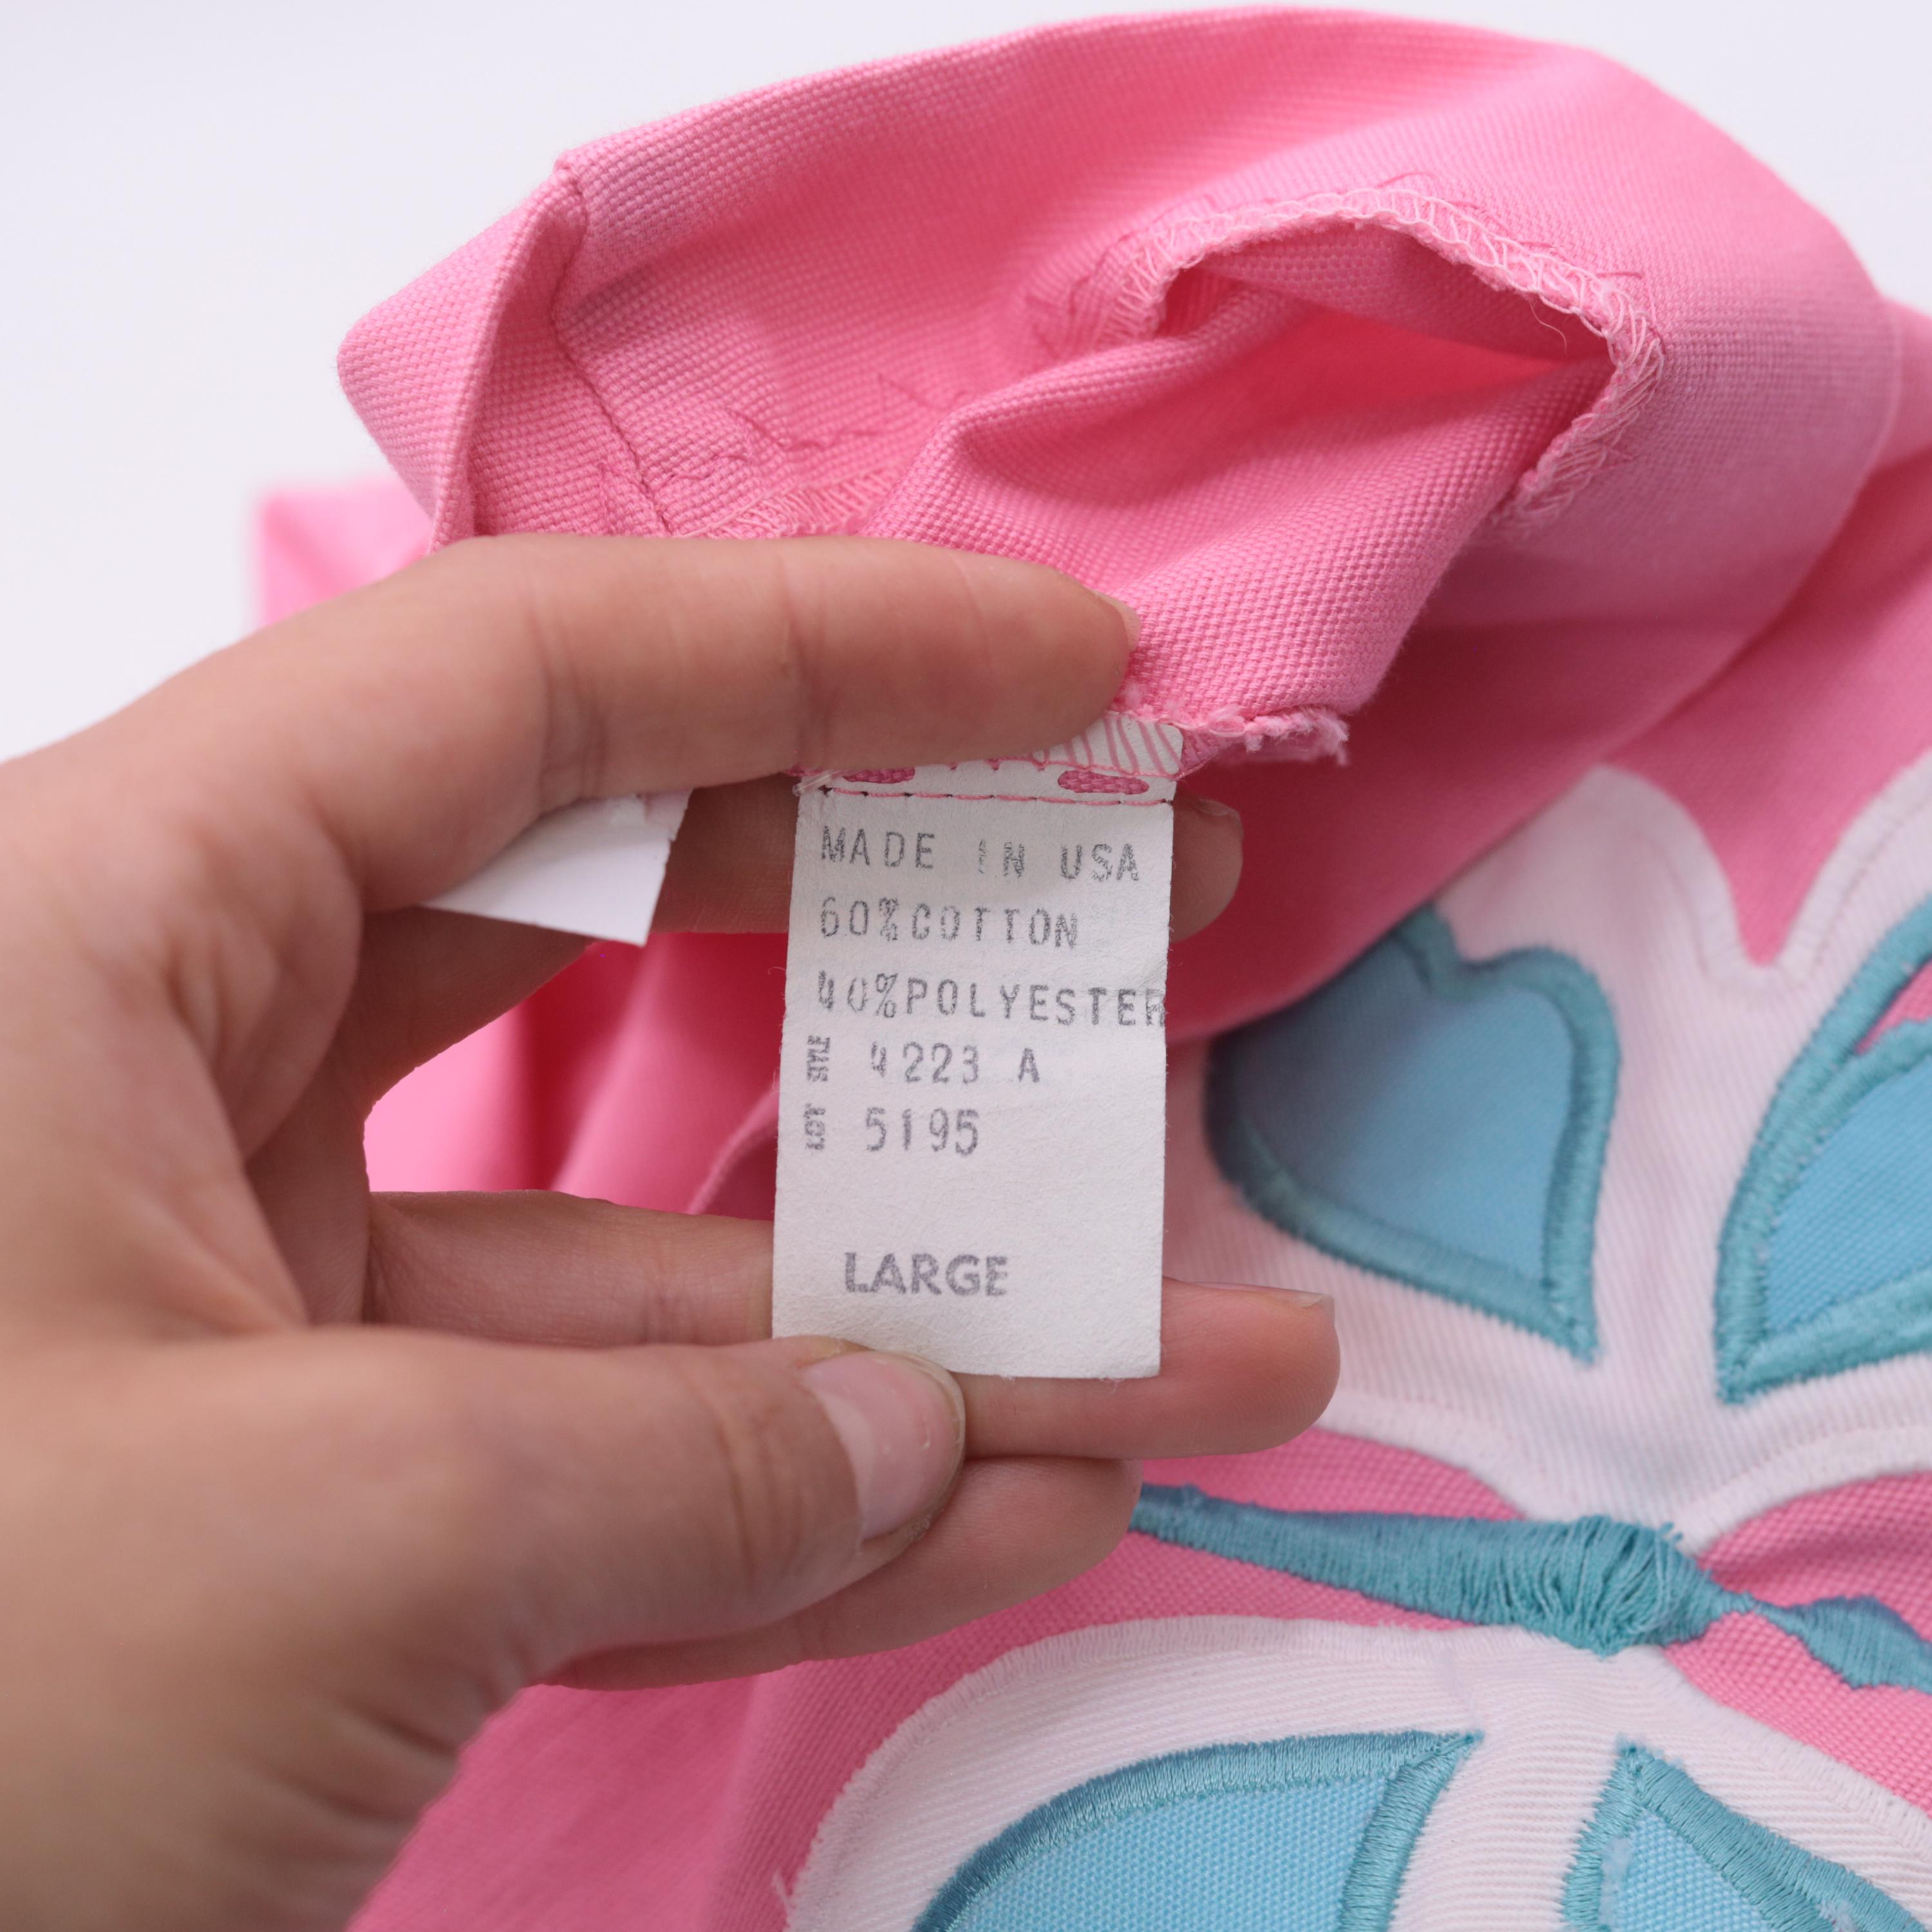 MADE IN USA
60%COTTON
40%POLYESTER
STYLE 4223 A
LOT 5195
LARGE